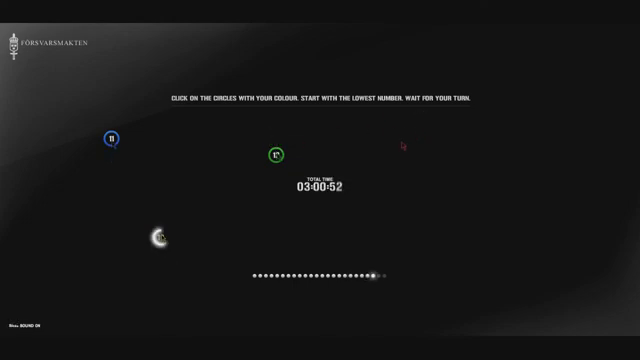 FÖRSVARSMAKTEN
CLICK ON THE CIRCLES WITH YOUR COLOUR. START WITH THE LOWEST NUMBER. WAIT FOR YOUR TURN.
11
TOTAL TIME
03:00:52
SOUND ON